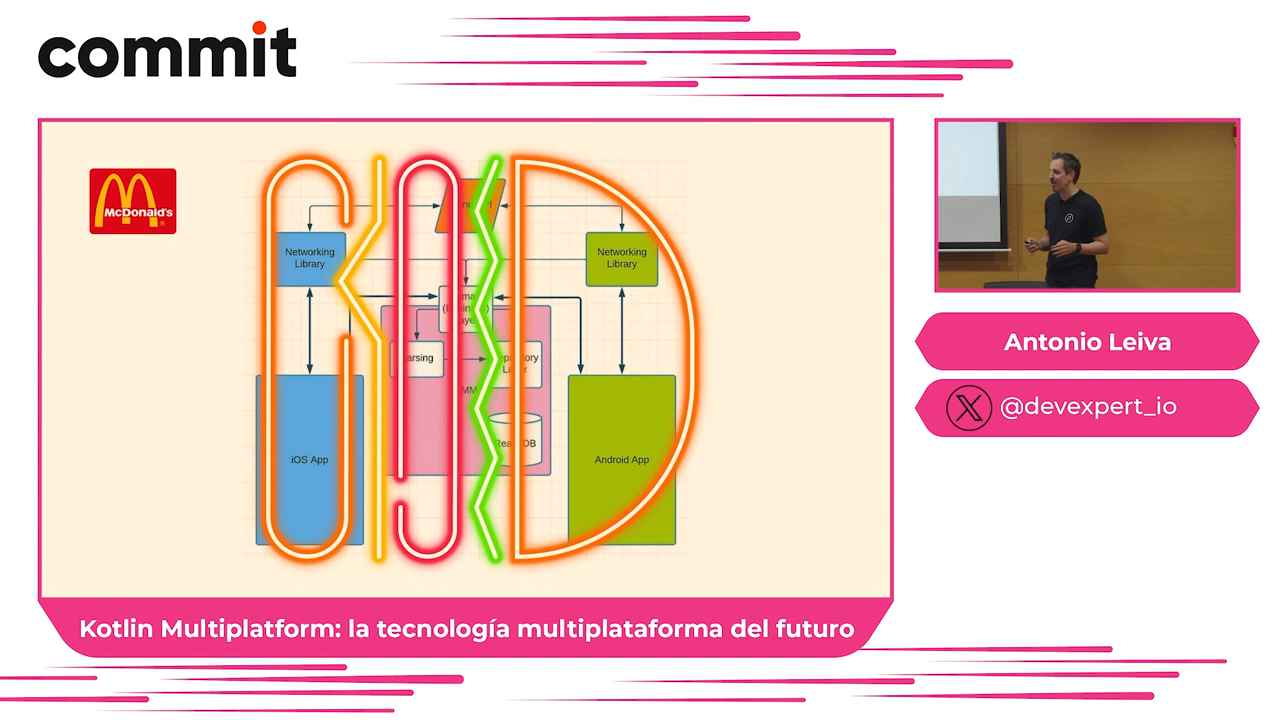 commit
McDonald's
Networking
Library
Networking
Library
arsing
iOS App
Android App
Antonio Leiva
@devexpert_io
Kotlin Multiplatform: la tecnología multiplataforma del futuro